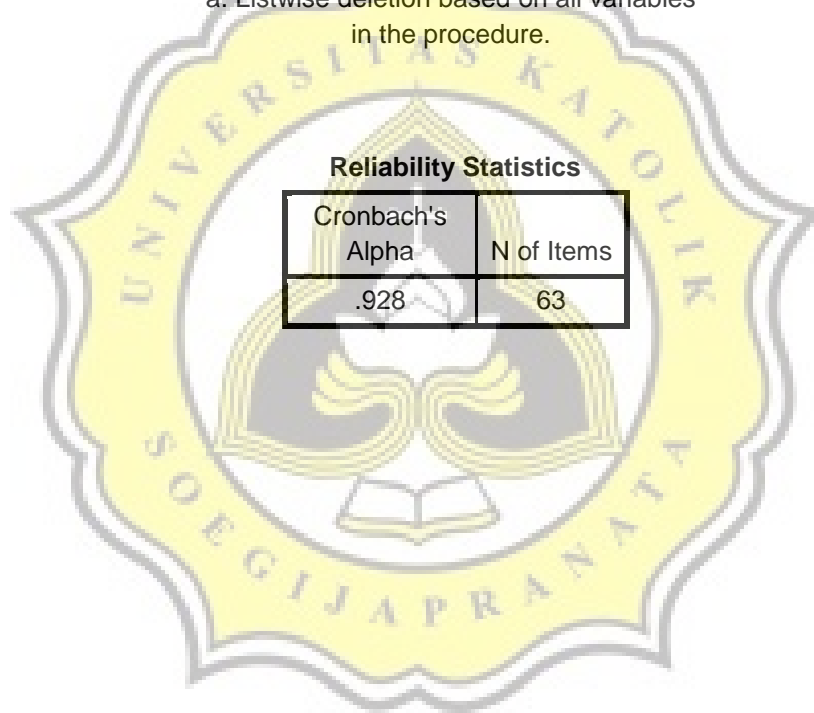 a. Listwise deletion based on all variables
in the procedure.
UNIVERSITAS KATOLIK
Reliability Statistics
Cronbach's Alpha N of Items
.928 63
SOEGIJAPRANATA